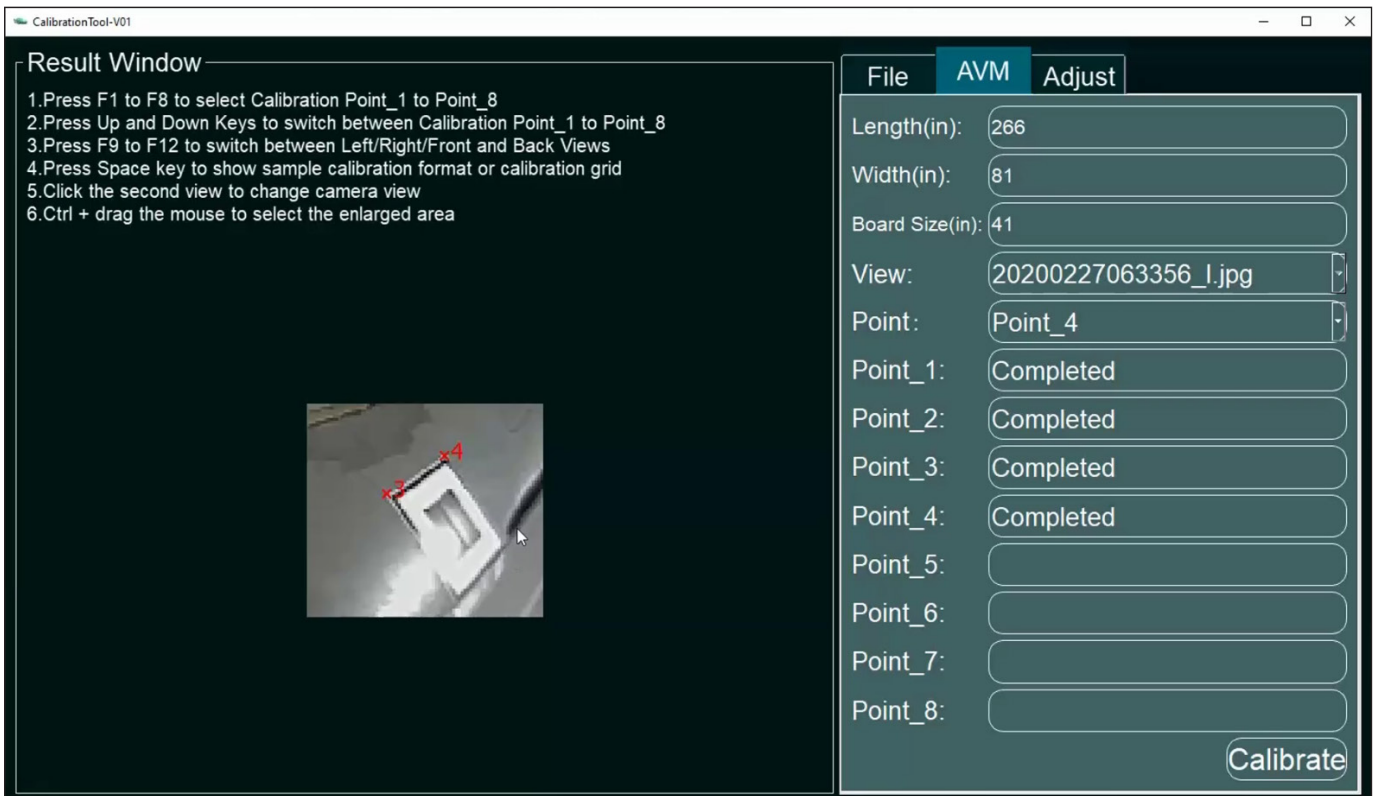 CalibrationTool-V01
Result Window
1.Press F1 to F8 to select Calibration Point_1 to Point_8
2.Press Up and Down Keys to switch between Calibration Point_1 to Point_8
3.Press F9 to F12 to switch between Left/Right/Front and Back Views
4.Press Space key to show sample calibration format or calibration grid
5.Click the second view to change camera view
6.Ctrl + drag the mouse to select the enlarged area
×4
×3
File AVM Adjust
Length(in): 266
Width(in): 81
Board Size(in): 41
View: 20200227063356_l.jpg
Point: Point_4
Point_1: Completed
Point_2: Completed
Point_3: Completed
Point_4: Completed
Point_5:
Point_6:
Point_7:
Point_8:
Calibrate